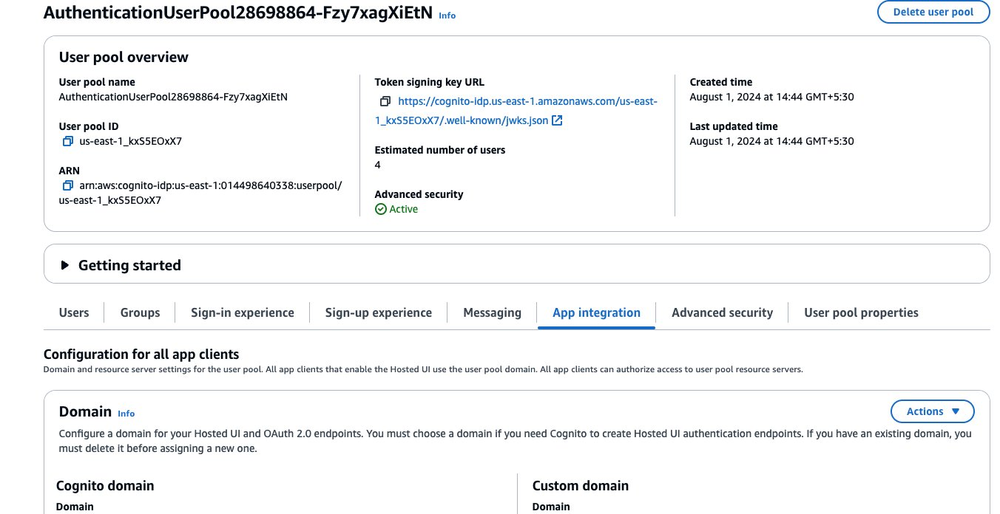 AuthenticationUserPool28698864-Fzy7xagXiEtN Info
Delete user pool
User pool overview
User pool name
AuthenticationUserPool28698864-Fzy7xagXiEtN
User pool ID
us-east-1_kxS5EOxX7
ARN
arn:aws:cognito-idp:us-east-1:014498640338:userpool/
us-east-1_kxS5EOxX7
Token signing key URL
https://cognito-idp.us-east-1.amazonaws.com/us-east-
1_kxS5EOxX7/.well-known/jwks.json
Estimated number of users
4
Advanced security
Active
Created time
August 1, 2024 at 14:44 GMT+5:30
Last updated time
August 1, 2024 at 14:44 GMT+5:30
Getting started
Users Groups Sign-in experience Sign-up experience Messaging App integration Advanced security User pool properties
Configuration for all app clients
Domain and resource server settings for the user pool. All app clients that enable the Hosted UI use the user pool domain. All app clients can authorize access to user pool resource servers.
Domain Info
Actions
Configure a domain for your Hosted UI and OAuth 2.0 endpoints. You must choose a domain if you need Cognito to create Hosted UI authentication endpoints. If you have an existing domain, you
must delete it before assigning a new one.
Cognito domain
Domain
Custom domain
Domain